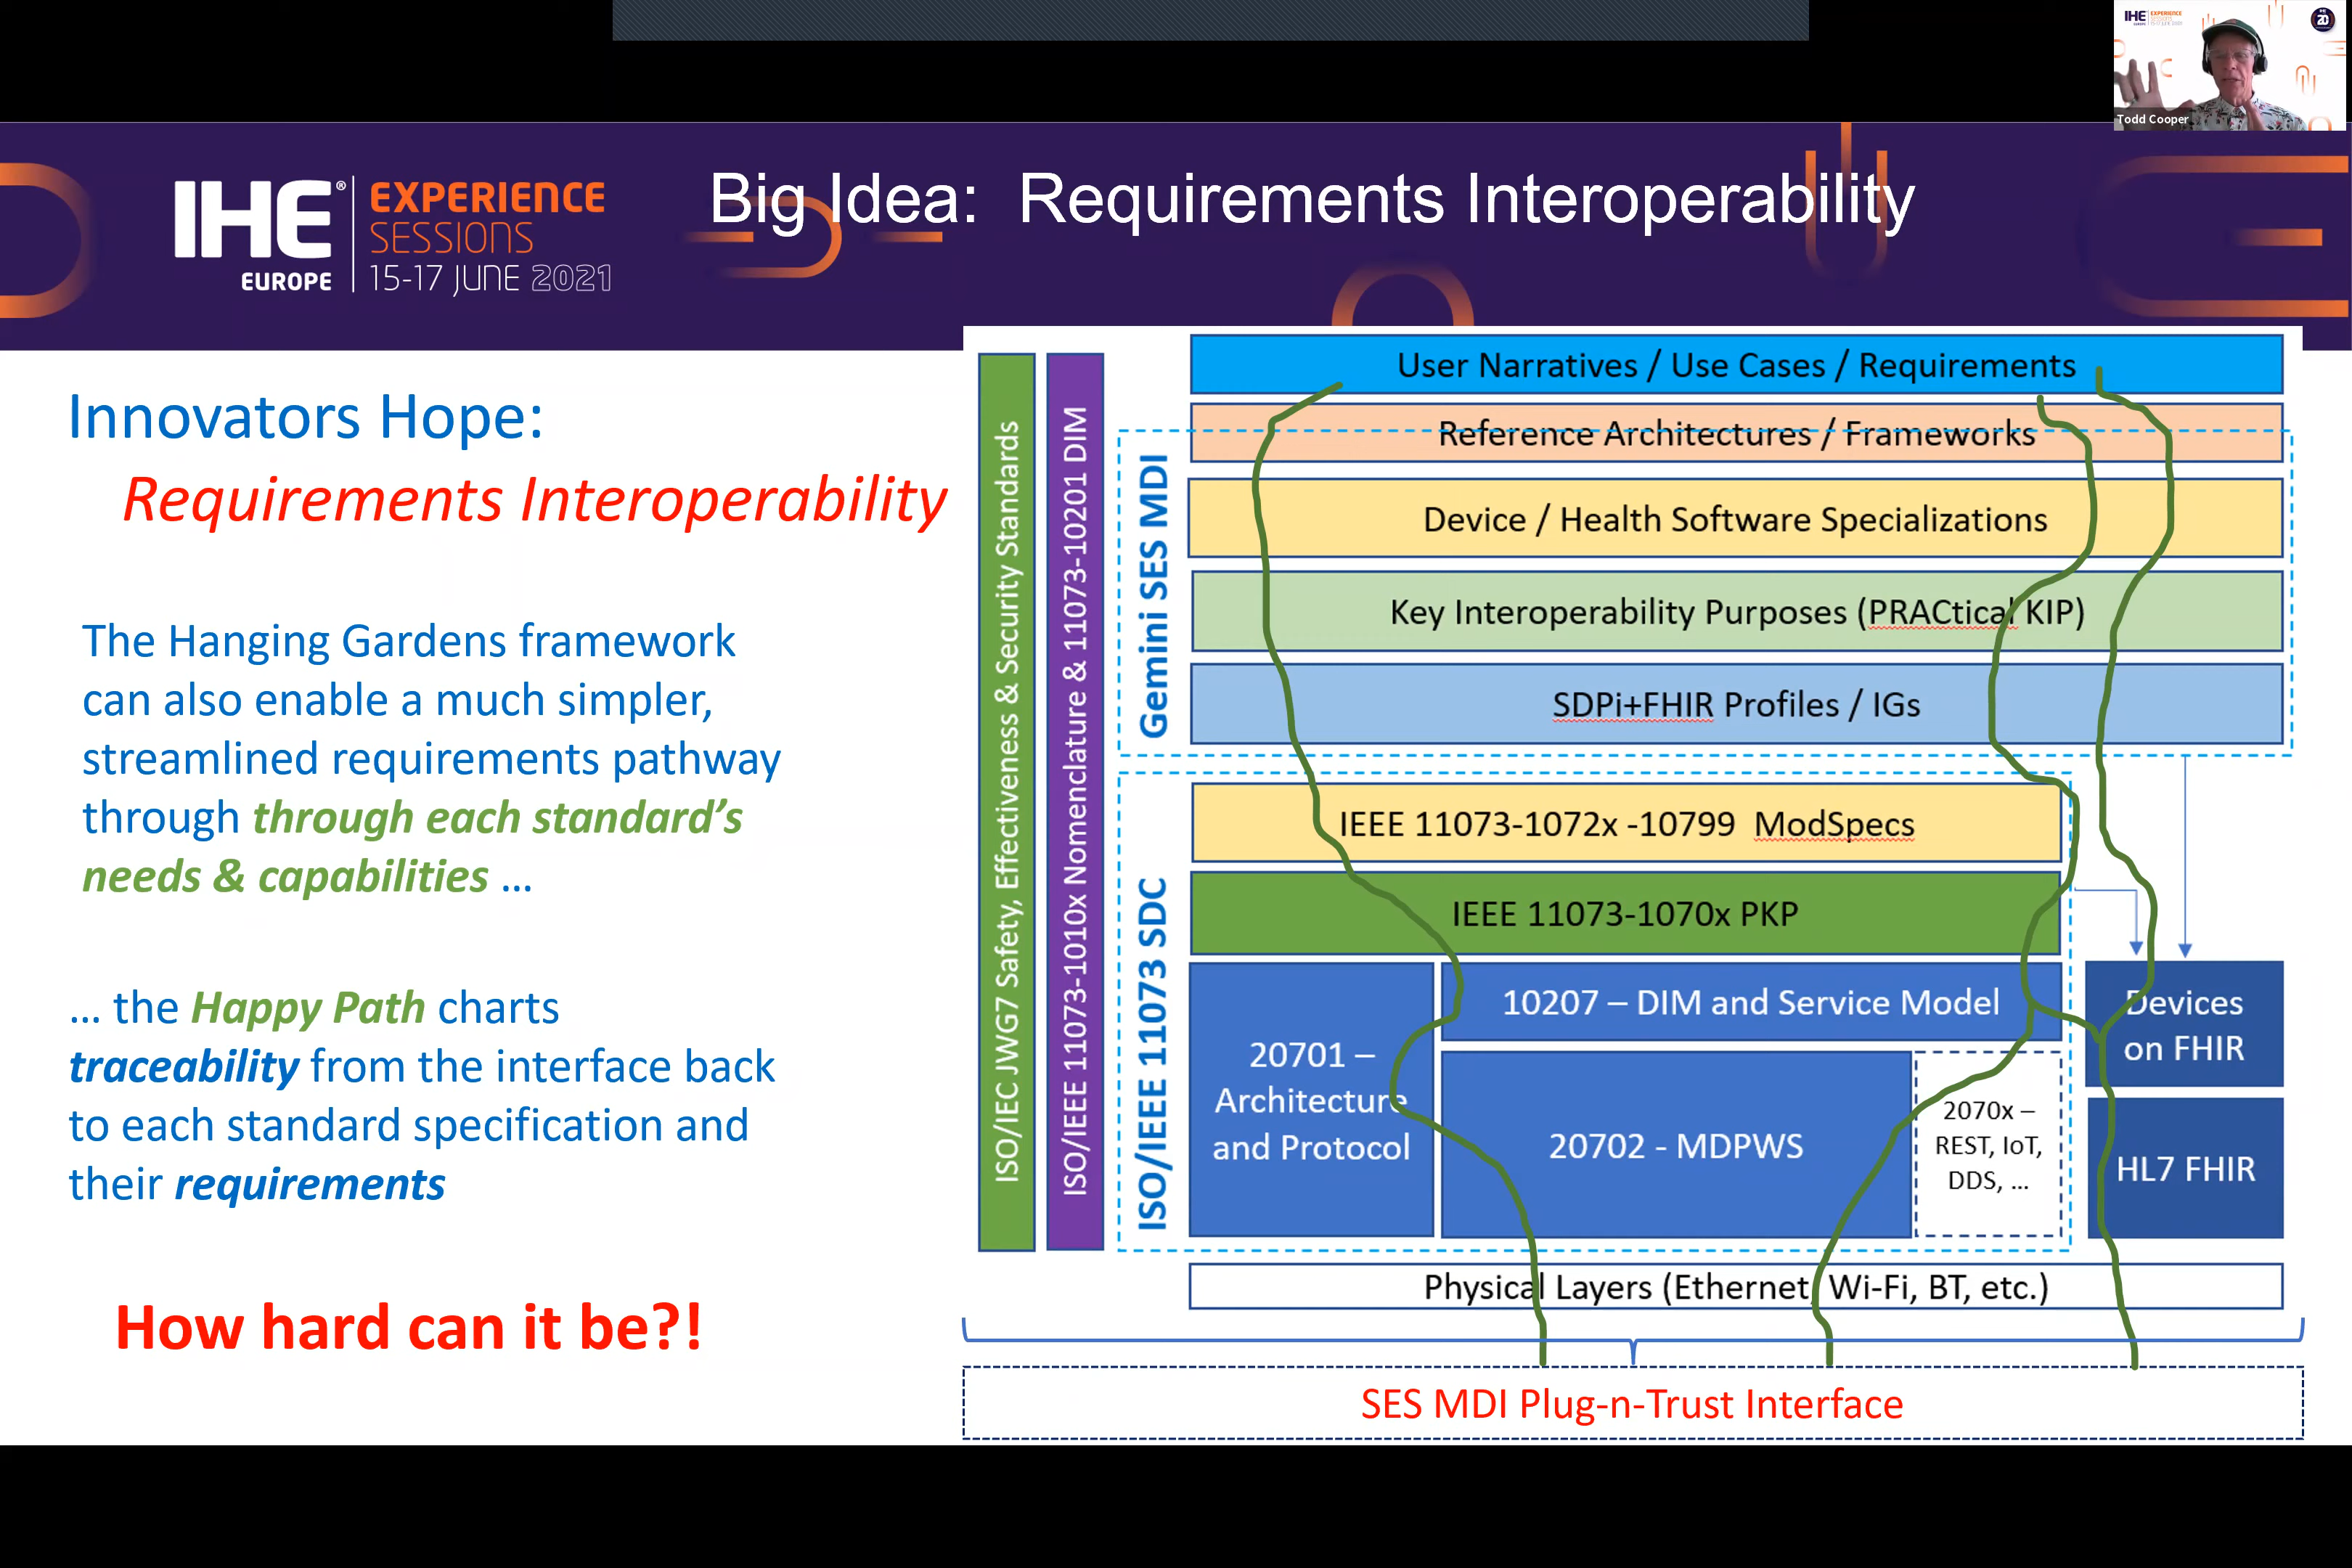 IHE EXPERIENCE
Todd Cooper
IHE® EXPERIENCE
SESSIONS
EUROPE 15-17 JUNE 2021
Big Idea: Requirements Interoperability
Innovators Hope:
Requirements Interoperability
The Hanging Gardens framework
can also enable a much simpler,
streamlined requirements pathway
through through each standard's
needs & capabilities ...
... the Happy Path charts
traceability from the interface back
to each standard specification and
their requirements
How hard can it be?!
ISO/IEC JWG7 Safety, Effectiveness & Security Standards
ISO/IEEE 11073-1010x Nomenclature & 11073-10201 DIM
User Narratives / Use Cases / Requirements
Gemini SES MDI
Reference Architectures / Frameworks
Device / Health Software Specializations
Key Interoperability Purposes (PRACtical KIP)
SDPi+FHIR Profiles / IGs
ISO/IEEE 11073 SDC
IEEE 11073-1072x -10799 ModSpecs
IEEE 11073-1070x PKP
20701 –
Architecture
and Protocol
10207 – DIM and Service Model
20702 - MDPWS
2070x –
REST, IoT,
DDS, ...
Devices
on FHIR
HL7 FHIR
Physical Layers (Ethernet, Wi-Fi, BT, etc.)
SES MDI Plug-n-Trust Interface